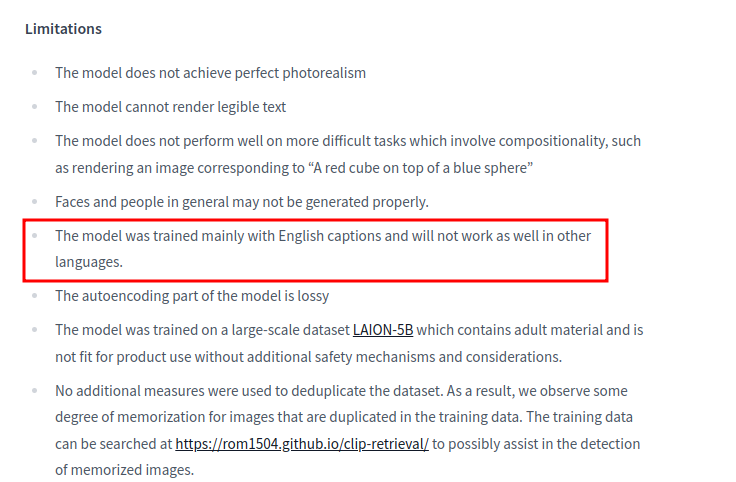 Limitations
The model does not achieve perfect photorealism
The model cannot render legible text
The model does not perform well on more difficult tasks which involve compositionality, such
as rendering an image corresponding to “A red cube on top of a blue sphere”
Faces and people in general may not be generated properly.
The model was trained mainly with English captions and will not work as well in other
languages.
The autoencoding part of the model is lossy
The model was trained on a large-scale dataset LAION-5B which contains adult material and is
not fit for product use without additional safety mechanisms and considerations.
No additional measures were used to deduplicate the dataset. As a result, we observe some
degree of memorization for images that are duplicated in the training data. The training data
can be searched at https://rom1504.github.io/clip-retrieval/ to possibly assist in the detection
of memorized images.